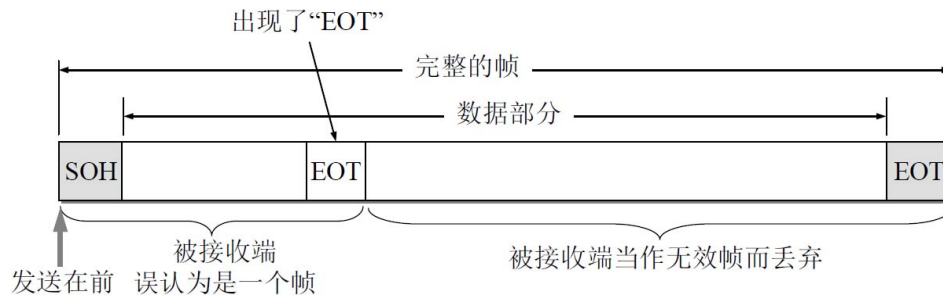 出现了“EOT”
完整的帧
数据部分
SOH
EOT
EOT
被接收端
误认为是一个帧
被接收端当作无效帧而丢弃
发送在前